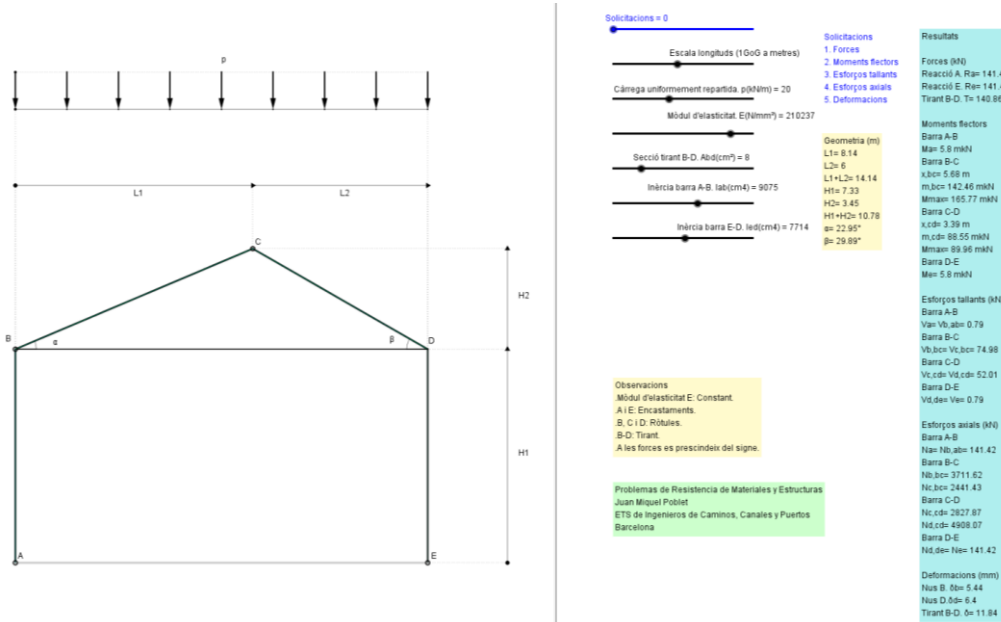 p
L1
L2
C
H2
B
α
β
D
H1
A
E
Solicitacions = 0
Escala longituds (1GoG a metres)
Càrrega uniformement repartida. p(kN/m) = 20
Mòdul d'elasticitat. E(N/mm²) = 210237
Secció tirant B-D. Abd(cm²) = 8
Inèrcia barra A-B. Iab(cm4) = 9075
Inèrcia barra E-D. Ied(cm4) = 7714
Solicitacions
1. Forces
2. Moments flectors
3. Esforços tallants
4. Esforços axials
5. Deformacions
Geometria (m)
L1= 8.14
L2= 6
L1+L2= 14.14
H1= 7.33
H2= 3.45
H1+H2= 10.78
α= 22.95°
β= 29.89°
Observacions
.Mòdul d'elasticitat E: Constant.
.A i E: Encastaments.
.B, C i D: Ròtules.
.B-D: Tirant.
.A les forces es prescindeix del signe.
Problemas de Resistencia de Materiales y Estructuras
Juan Miquel Poblet
ETS de Ingenieros de Caminos, Canales y Puertos
Barcelona
Resultats
Forces (kN)
Reacció A. Ra= 141.4
Reacció E. Re= 141.4
Tirant B-D. T= 140.86
Moments flectors
Barra A-B
Ma= 5.8 mkN
Barra B-C
x,bc= 5.68 m
m,bc= 142.46 mkN
Mmax= 165.77 mkN
Barra C-D
x,cd= 3.39 m
m,cd= 88.55 mkN
Mmax= 89.96 mkN
Barra D-E
Me= 5.8 mkN
Esforços tallants (kN)
Barra A-B
Va= Vb,ab= 0.79
Barra B-C
Vb,bc= Vc,bc= 74.98
Barra C-D
Vc,cd= Vd,cd= 52.01
Barra D-E
Vd,de= Ve= 0.79
Esforços axials (kN)
Barra A-B
Na= Nb,ab= 141.42
Barra B-C
Nb,bc= 3711.62
Nc,bc= 2441.43
Barra C-D
Nc,cd= 2827.87
Nd,cd= 4908.07
Barra D-E
Nd,de= Ne= 141.42
Deformacions (mm)
Nus B. δb= 5.44
Nus D.δd= 6.4
Tirant B-D. δ= 11.84